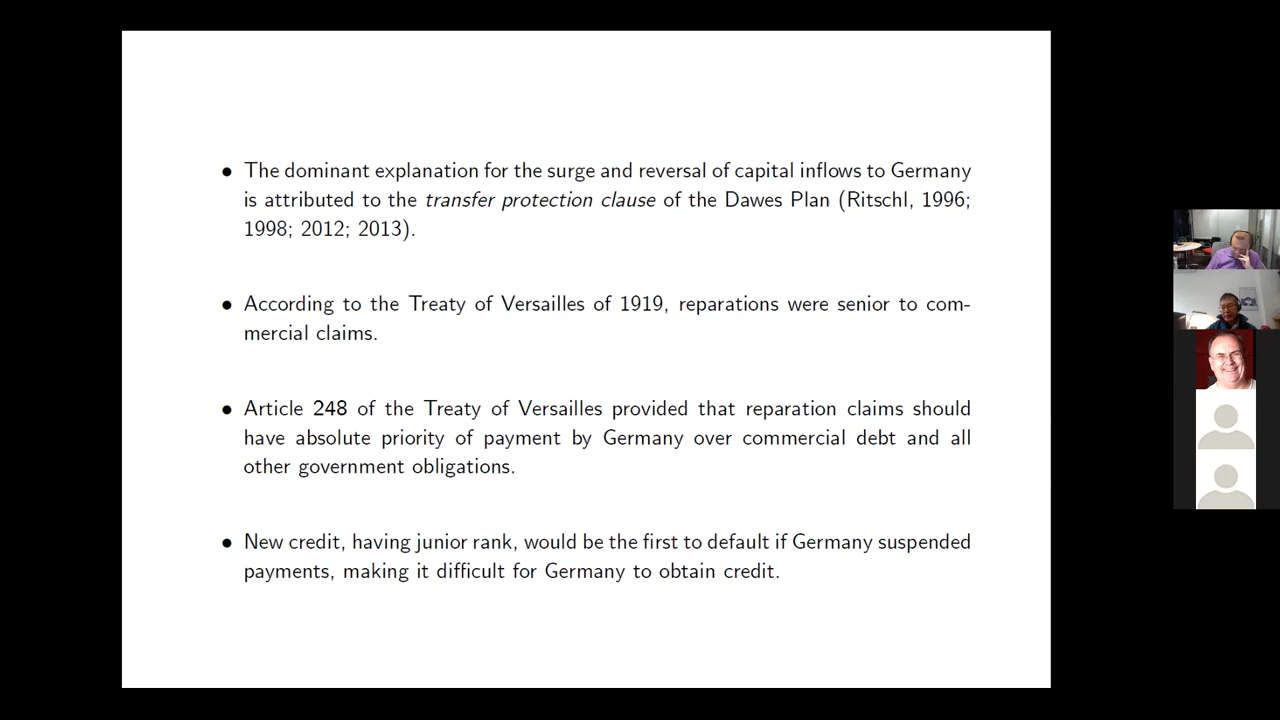 • The dominant explanation for the surge and reversal of capital inflows to Germany
is attributed to the transfer protection clause of the Dawes Plan (Ritschl, 1996;
1998; 2012; 2013).
• According to the Treaty of Versailles of 1919, reparations were senior to com-
mercial claims.
• Article 248 of the Treaty of Versailles provided that reparation claims should
have absolute priority of payment by Germany over commercial debt and all
other government obligations.
• New credit, having junior rank, would be the first to default if Germany suspended
payments, making it difficult for Germany to obtain credit.